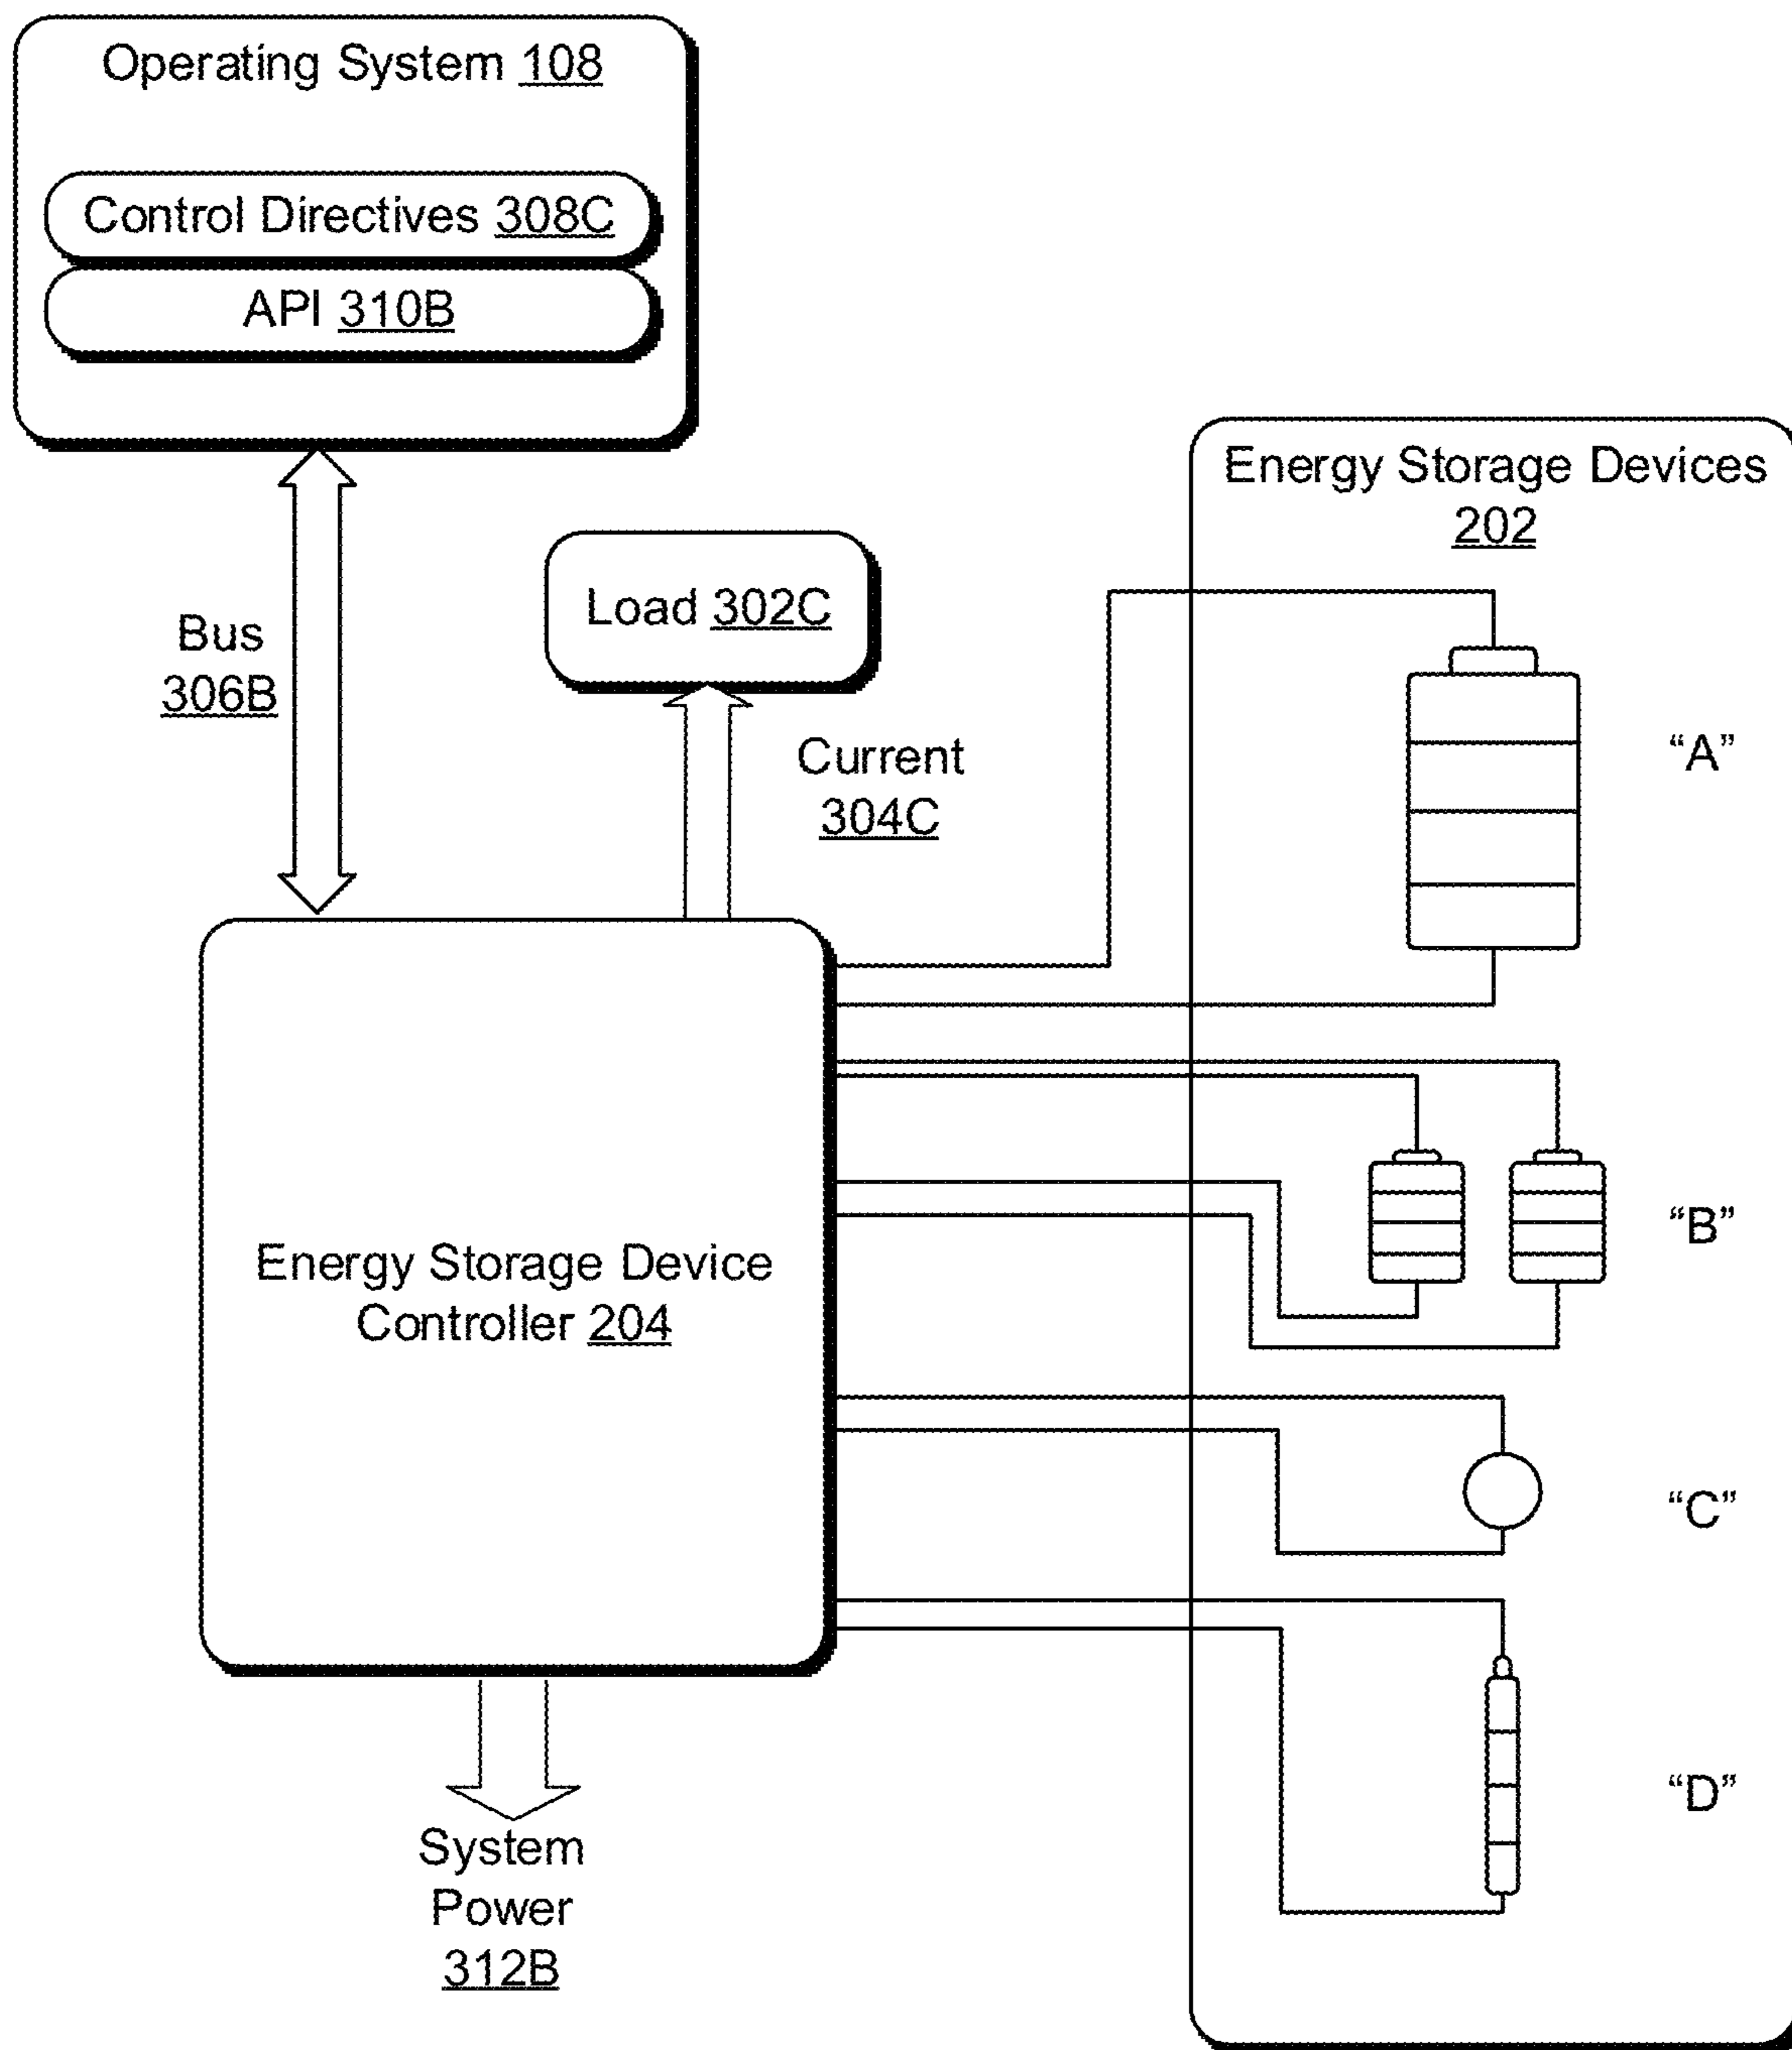 Operating System 108
Control Directives 308C
API 310B
Energy Storage Devices
202
Load 302C
Bus
306B
Current
304C
“A”
“B”
Energy Storage Device
Controller 204
“C”
“D”
System
Power
312B